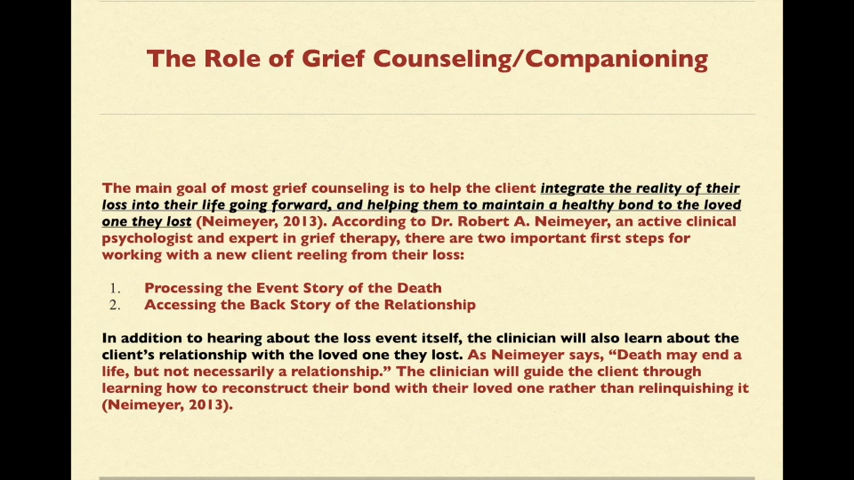 The Role of Grief Counseling/Companioning
The main goal of most grief counseling is to help the client integrate the reality of their
loss into their life going forward, and helping them to maintain a healthy bond to the loved
one they lost (Neimeyer, 2013). According to Dr. Robert A. Neimeyer, an active clinical
psychologist and expert in grief therapy, there are two important first steps for
working with a new client reeling from their loss:
1. Processing the Event Story of the Death
2. Accessing the Back Story of the Relationship
In addition to hearing about the loss event itself, the clinician will also learn about the
client’s relationship with the loved one they lost. As Neimeyer says, “Death may end a
life, but not necessarily a relationship.” The clinician will guide the client through
learning how to reconstruct their bond with their loved one rather than relinquishing it
(Neimeyer, 2013).